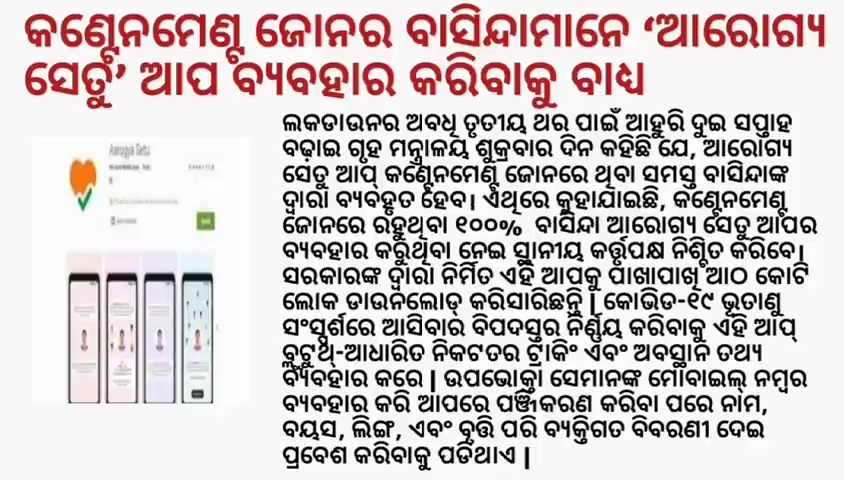 କଣ୍ଟେନମେଣ୍ଟ ଜୋନର ବାସିନ୍ଦାମାନେ ‘ଆରୋଗ୍ୟ
ସେତୁ’ ଆପ ବ୍ୟବହାର କରିବାକୁ ବାଧ୍ୟ
Aarogya Setu
ଲକଡାଉନର ଅବଧି ତୃତୀୟ ଥର ପାଇଁ ଆହୁରି ଦୁଇ ସପ୍ତାହ
ବଢ଼ାଇ ଗୃହ ମନ୍ତ୍ରାଳୟ ଶୁକ୍ରବାର ଦିନ କହିଛି ଯେ, ଆରୋଗ୍ୟ
ସେତୁ ଆପ୍ କଣ୍ଟେନମେଣ୍ଟ ଜୋନରେ ଥିବା ସମସ୍ତ ବାସିନ୍ଦାଙ୍କ
ଦ୍ୱାରା ବ୍ୟବହୃତ ହେବ। ଏଥିରେ କୁହାଯାଇଛି, କଣ୍ଟେନମେଣ୍ଟ
ଜୋନରେ ରହୁଥିବା ୧୦୦% ବାସିନ୍ଦା ଆରୋଗ୍ୟ ସେତୁ ଆପର
ବ୍ୟବହାର କରୁଥିବା ନେଇ ସ୍ଥାନୀୟ କର୍ତ୍ତୃପକ୍ଷ ନିଶ୍ଚିତ କରିବେ।
ସରକାରଙ୍କ ଦ୍ୱାରା ନିର୍ମିତ ଏହି ଆପକୁ ପାଖାପାଖି ଆଠ କୋଟି
ଲୋକ ଡାଉନଲୋଡ୍ କରିସାରିଛନ୍ତି | କୋଭିଡ-୧୯ ଭୂତାଣୁ
ସଂସ୍ପର୍ଶରେ ଆସିବାର ବିପଦସ୍ତର ନିର୍ଣ୍ଣୟ କରିବାକୁ ଏହି ଆପ୍
ବ୍ଲୁଟୁଥ୍-ଆଧାରିତ ନିକଟତର ଟ୍ରାକିଂ ଏବଂ ଅବସ୍ଥାନ ତଥ୍ୟ
ବ୍ୟବହାର କରେ | ଉପଭୋକ୍ତା ସେମାନଙ୍କ ମୋବାଇଲ୍ ନମ୍ବର
ବ୍ୟବହାର କରି ଆପରେ ପଞ୍ଜୀକରଣ କରିବା ପରେ ନାମ,
ବୟସ, ଲିଙ୍ଗ, ଏବଂ ବୃତ୍ତି ପରି ବ୍ୟକ୍ତିଗତ ବିବରଣୀ ଦେଇ
ପ୍ରବେଶ କରିବାକୁ ପଡିଥାଏ |